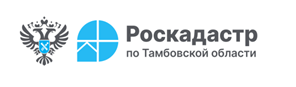 Роскадастр
по Тамбовской области